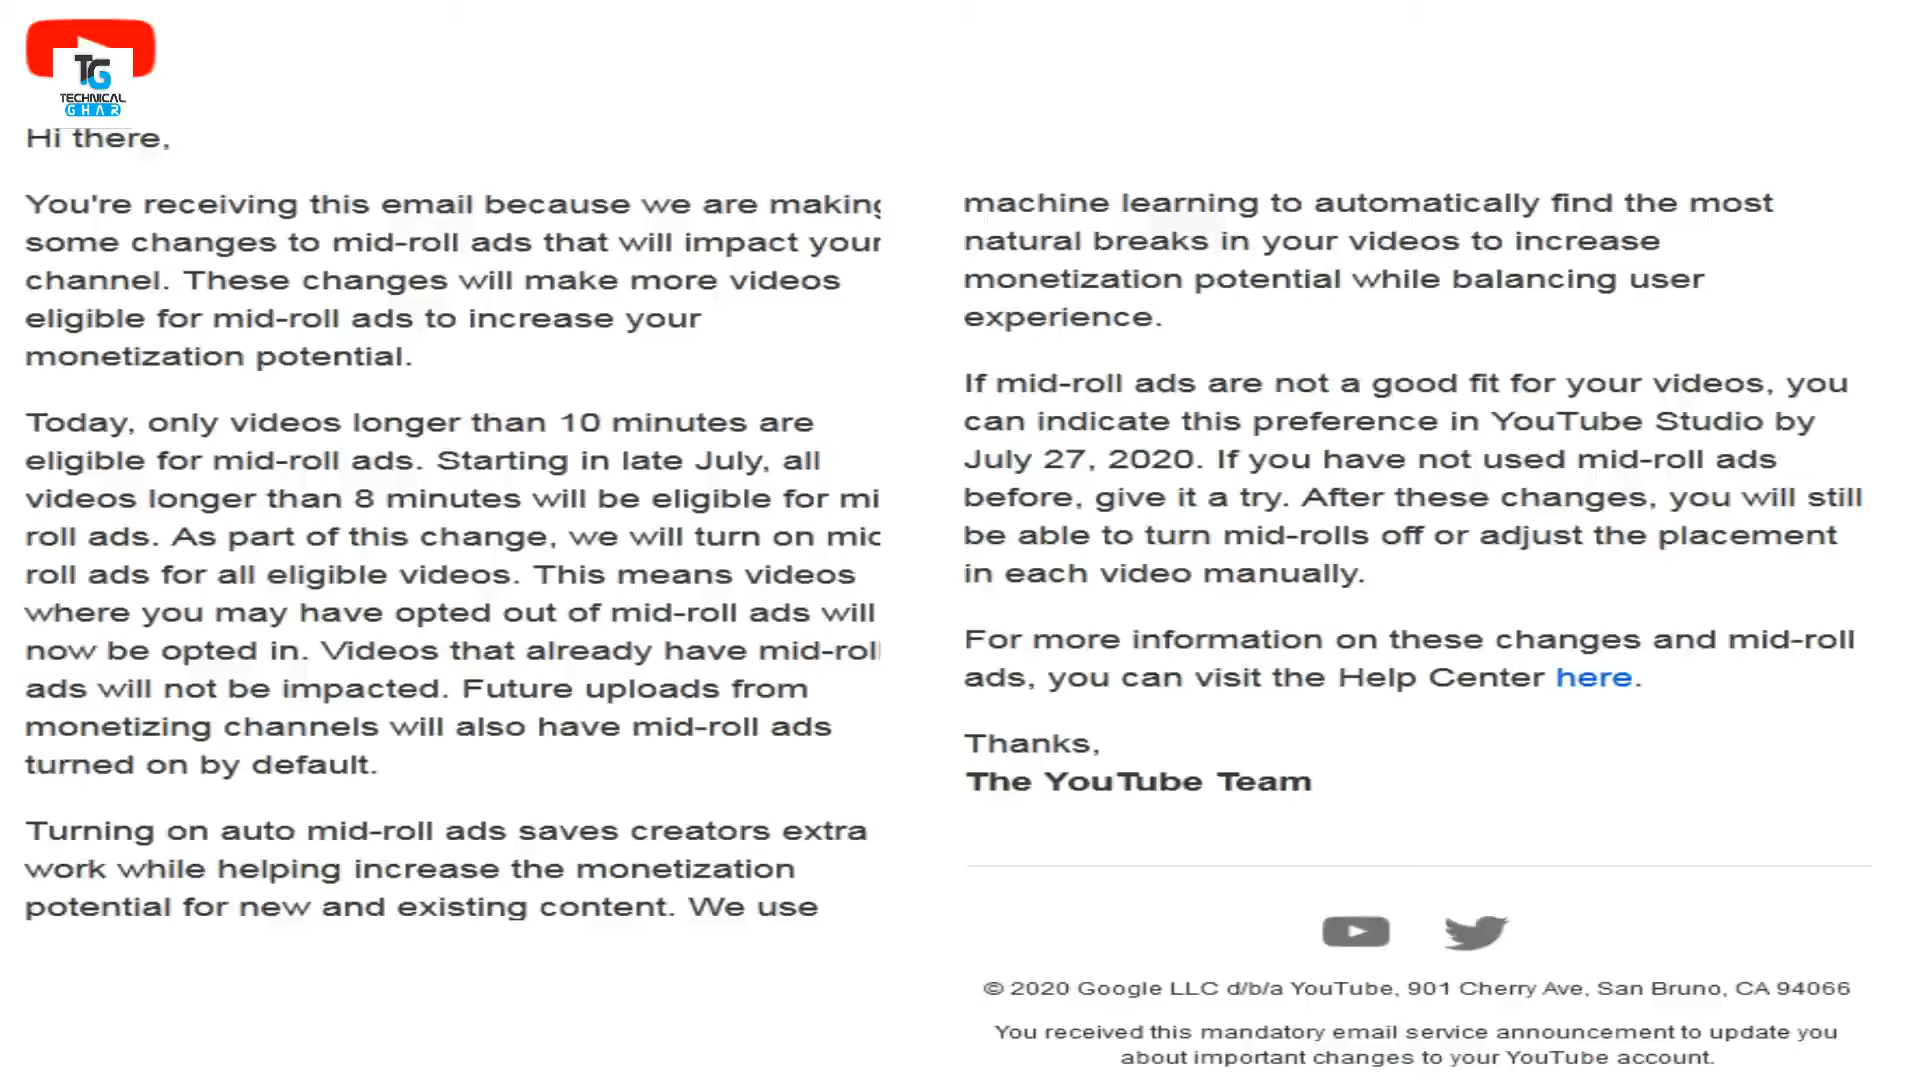 TG
TECHNICAL
GHAR
Hi there,
You're receiving this email because we are making
some changes to mid-roll ads that will impact your
channel. These changes will make more videos
eligible for mid-roll ads to increase your
monetization potential.
Today, only videos longer than 10 minutes are
eligible for mid-roll ads. Starting in late July, all
videos longer than 8 minutes will be eligible for mi
roll ads. As part of this change, we will turn on mid
roll ads for all eligible videos. This means videos
where you may have opted out of mid-roll ads will
now be opted in. Videos that already have mid-roll
ads will not be impacted. Future uploads from
monetizing channels will also have mid-roll ads
turned on by default.
Turning on auto mid-roll ads saves creators extra
work while helping increase the monetization
potential for new and existing content. We use
machine learning to automatically find the most
natural breaks in your videos to increase
monetization potential while balancing user
experience.
If mid-roll ads are not a good fit for your videos, you
can indicate this preference in YouTube Studio by
July 27, 2020. If you have not used mid-roll ads
before, give it a try. After these changes, you will still
be able to turn mid-rolls off or adjust the placement
in each video manually.
For more information on these changes and mid-roll
ads, you can visit the Help Center here.
Thanks,
The YouTube Team
© 2020 Google LLC d/b/a YouTube, 901 Cherry Ave, San Bruno, CA 94066
You received this mandatory email service announcement to update you
about important changes to your YouTube account.